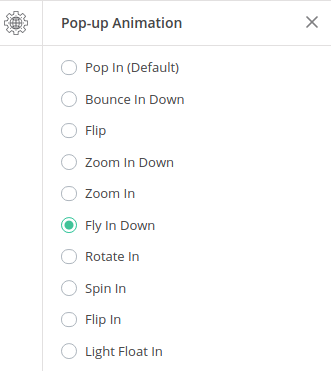 Pop-up Animation
Pop In (Default)
Bounce In Down
Flip
Zoom In Down
Zoom In
Fly In Down
Rotate In
Spin In
Flip In
Light Float In